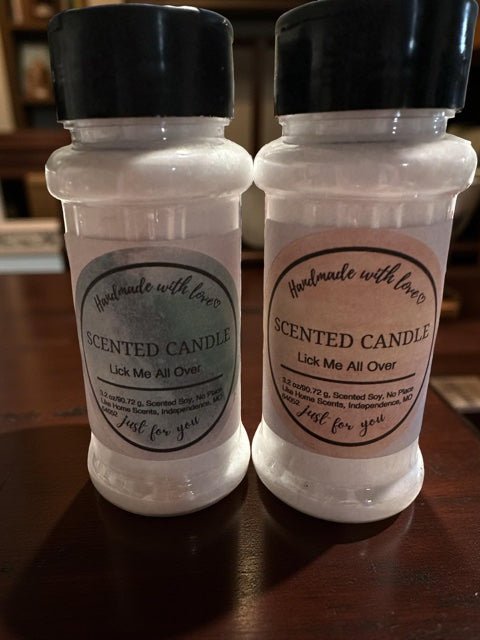 Handmade with love♡
SCENTED CANDLE
Lick Me All Over
3.2 oz/90.72 g, Scented Soy, No Place
Like Home Scents, Independence, MO
64052
Just for you
Handmade with love♡
SCENTED CANDLE
Lick Me All Over
3.2 oz/90.72 g, Scented Soy, No Place
Like Home Scents, Independence, MO
64052
Just for you